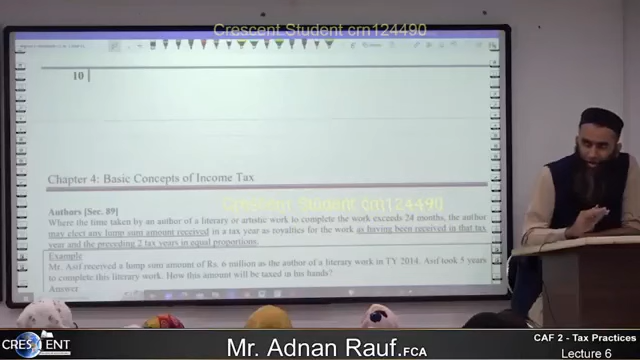 Crescent Student crn124490
10
Chapter 4: Basic Concepts of Income Tax
Crescent Student crn124490
Authors [Sec. 89]
Where the time taken by an author of a literary or artistic work to complete the work exceeds 24 months, the author
may elect any lump sum amount received in a tax year as royalties for the work as having been received in that tax
year and the preceding 2 tax years in equal proportions.
Example
Mr. Asif received a lump sum amount of Rs. 6 million as the author of a literary work in TY 2014. Asif took 5 years
to complete this literary work. How this amount will be taxed in his hands?
Answer
CRESCENT
Mr. Adnan Rauf.FCA
CAF 2 - Tax Practices
Lecture 6